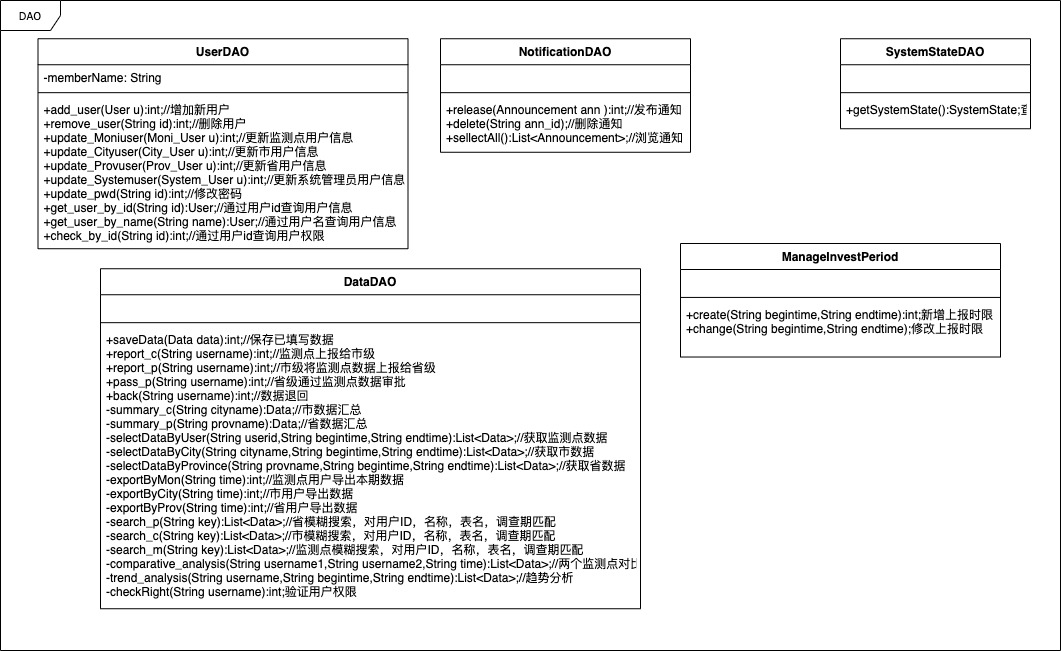 DAO
UserDAO
-memberName: String
+add_user(User u):int;//增加新用户
+remove_user(String id):int;//删除用户
+update_Moniuser(Moni_User u):int;//更新监测点用户信息
+update_Cityuser(City_User u):int;//更新市用户信息
+update_Provuser(Prov_User u):int;//更新省用户信息
+update_Systemuser(System_User u):int;//更新系统管理员用户信息
+update_pwd(String id):int;//修改密码
+get_user_by_id(String id):User;//通过用户id查询用户信息
+get_user_by_name(String name):User;//通过用户名查询用户信息
+check_by_id(String id):int;//通过用户id查询用户权限
NotificationDAO
+release(Announcement ann ):int;//发布通知
+delete(String ann_id);//删除通知
+sellectAll():List<Announcement>;//浏览通知
SystemStateDAO
+getSystemState():SystemState;
ManageInvestPeriod
+create(String begintime,String endtime):int;新增上报时限
+change(String begintime,String endtime);修改上报时限
DataDAO
+saveData(Data data):int;//保存已填写数据
+report_c(String username):int;//监测点上报给市级
+report_p(String username):int;//市级将监测点数据上报给省级
+pass_p(String username):int;//省级通过监测点数据审批
+back(String username):int;//数据退回
-summary_c(String cityname):Data;//市数据汇总
-summary_p(String provname):Data;//省数据汇总
-selectDataByUser(String userid,String begintime,String endtime):List<Data>;//获取监测点数据
-selectDataByCity(String cityname,String begintime,String endtime):List<Data>;//获取市数据
-selectDataByProvince(String provname,String begintime,String endtime):List<Data>;//获取省数据
-exportByMon(String time):int;//监测点用户导出本期数据
-exportByCity(String time):int;//市用户导出数据
-exportByProv(String time):int;//省用户导出数据
-search_p(String key):List<Data>;//省模糊搜索，对用户ID，名称，表名，调查期匹配
-search_c(String key):List<Data>;//市模糊搜索，对用户ID，名称，表名，调查期匹配
-search_m(String key):List<Data>;//监测点模糊搜索，对用户ID，名称，表名，调查期匹配
-comparative_analysis(String username1,String username2,String time):List<Data>;//两个监测点对
-trend_analysis(String username,String begintime,String endtime):List<Data>;//趋势分析
-checkRight(String username):int;验证用户权限